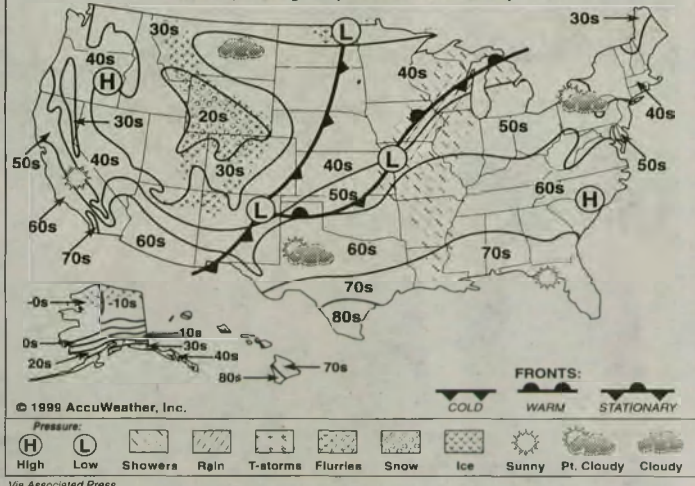 30s
30s
L
40s
40s
H
20s
30s
50s
40s
50s
40s
30s
40s
L
50s
50s
60s
H
60s
L
60s
60s
70s
70s
70s
80s
-0s
-10s
10s
0s
30s
20s
40s
70s
80s
FRONTS:
© 1999 AccuWeather, Inc.
COLD WARM STATIONARY
Pressure:
H L
High Low Showers Rain T-storms Flurries Snow Ice Sunny Pt. Cloudy Cloudy
Via Associated Press